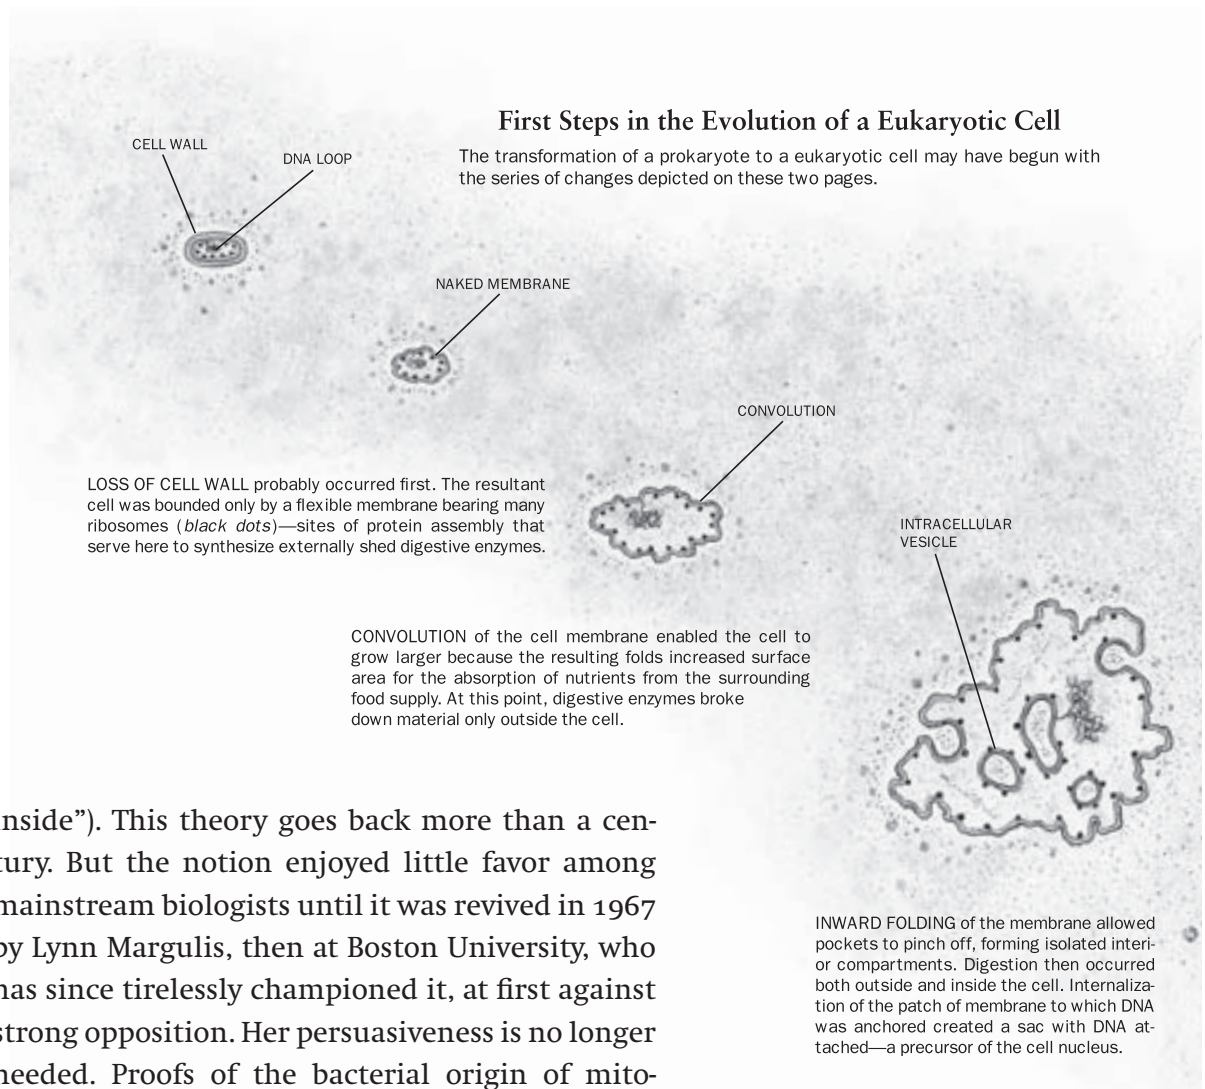 First Steps in the Evolution of a Eukaryotic Cell
The transformation of a prokaryote to a eukaryotic cell may have begun with
the series of changes depicted on these two pages.
CELL WALL
DNA LOOP
NAKED MEMBRANE
CONVOLUTION
LOSS OF CELL WALL probably occurred first. The resultant
cell was bounded only by a flexible membrane bearing many
ribosomes (black dots)—sites of protein assembly that
serve here to synthesize externally shed digestive enzymes.
INTRACELLULAR
VESICLE
CONVOLUTION of the cell membrane enabled the cell to
grow larger because the resulting folds increased surface
area for the absorption of nutrients from the surrounding
food supply. At this point, digestive enzymes broke
down material only outside the cell.
INWARD FOLDING of the membrane allowed
pockets to pinch off, forming isolated interi-
or compartments. Digestion then occurred
both outside and inside the cell. Internaliza-
tion of the patch of membrane to which DNA
was anchored created a sac with DNA at-
tached—a precursor of the cell nucleus.
inside”). This theory goes back more than a cen-
tury. But the notion enjoyed little favor among
mainstream biologists until it was revived in 1967
by Lynn Margulis, then at Boston University, who
has since tirelessly championed it, at first against
strong opposition. Her persuasiveness is no longer
needed. Proofs of the bacterial origin of mito-